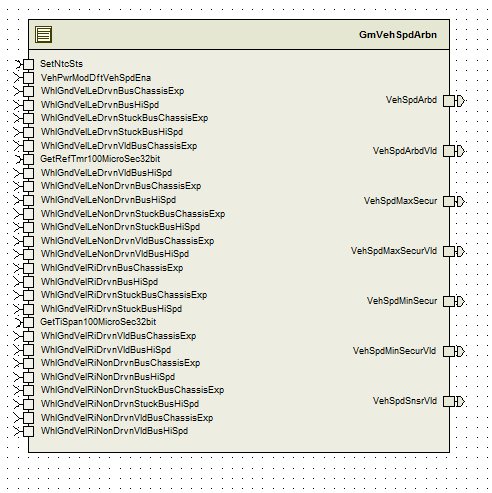 GmVehSpdArbn
SetNtcSts
VehPwrModDftVehSpdEna
WhlGndVelLeDrvnBusChassisExp
WhlGndVelLeDrvnBusHiSpd
WhlGndVelLeDrvnStuckBusChassisExp
WhlGndVelLeDrvnStuckBusHiSpd
WhlGndVelLeDrvnVldBusChassisExp
GetRefTmr100MicroSec32bit
WhlGndVelLeDrvnVldBusHiSpd
WhlGndVelLeNonDrvnBusChassisExp
WhlGndVelLeNonDrvnBusHiSpd
WhlGndVelLeNonDrvnStuckBusChassisExp
WhlGndVelLeNonDrvnStuckBusHiSpd
WhlGndVelLeNonDrvnVldBusChassisExp
WhlGndVelLeNonDrvnVldBusHiSpd
WhlGndVelRiDrvnBusChassisExp
WhlGndVelRiDrvnBusHiSpd
WhlGndVelRiDrvnStuckBusChassisExp
WhlGndVelRiDrvnStuckBusHiSpd
GetTiSpan100MicroSec32bit
WhlGndVelRiDrvnVldBusChassisExp
WhlGndVelRiDrvnVldBusHiSpd
WhlGndVelRiNonDrvnBusChassisExp
WhlGndVelRiNonDrvnBusHiSpd
WhlGndVelRiNonDrvnStuckBusChassisExp
WhlGndVelRiNonDrvnStuckBusHiSpd
WhlGndVelRiNonDrvnVldBusChassisExp
WhlGndVelRiNonDrvnVldBusHiSpd
VehSpdArbd
VehSpdArbdVld
VehSpdMaxSecur
VehSpdMaxSecurVld
VehSpdMinSecur
VehSpdMinSecurVld
VehSpdSnsrVld